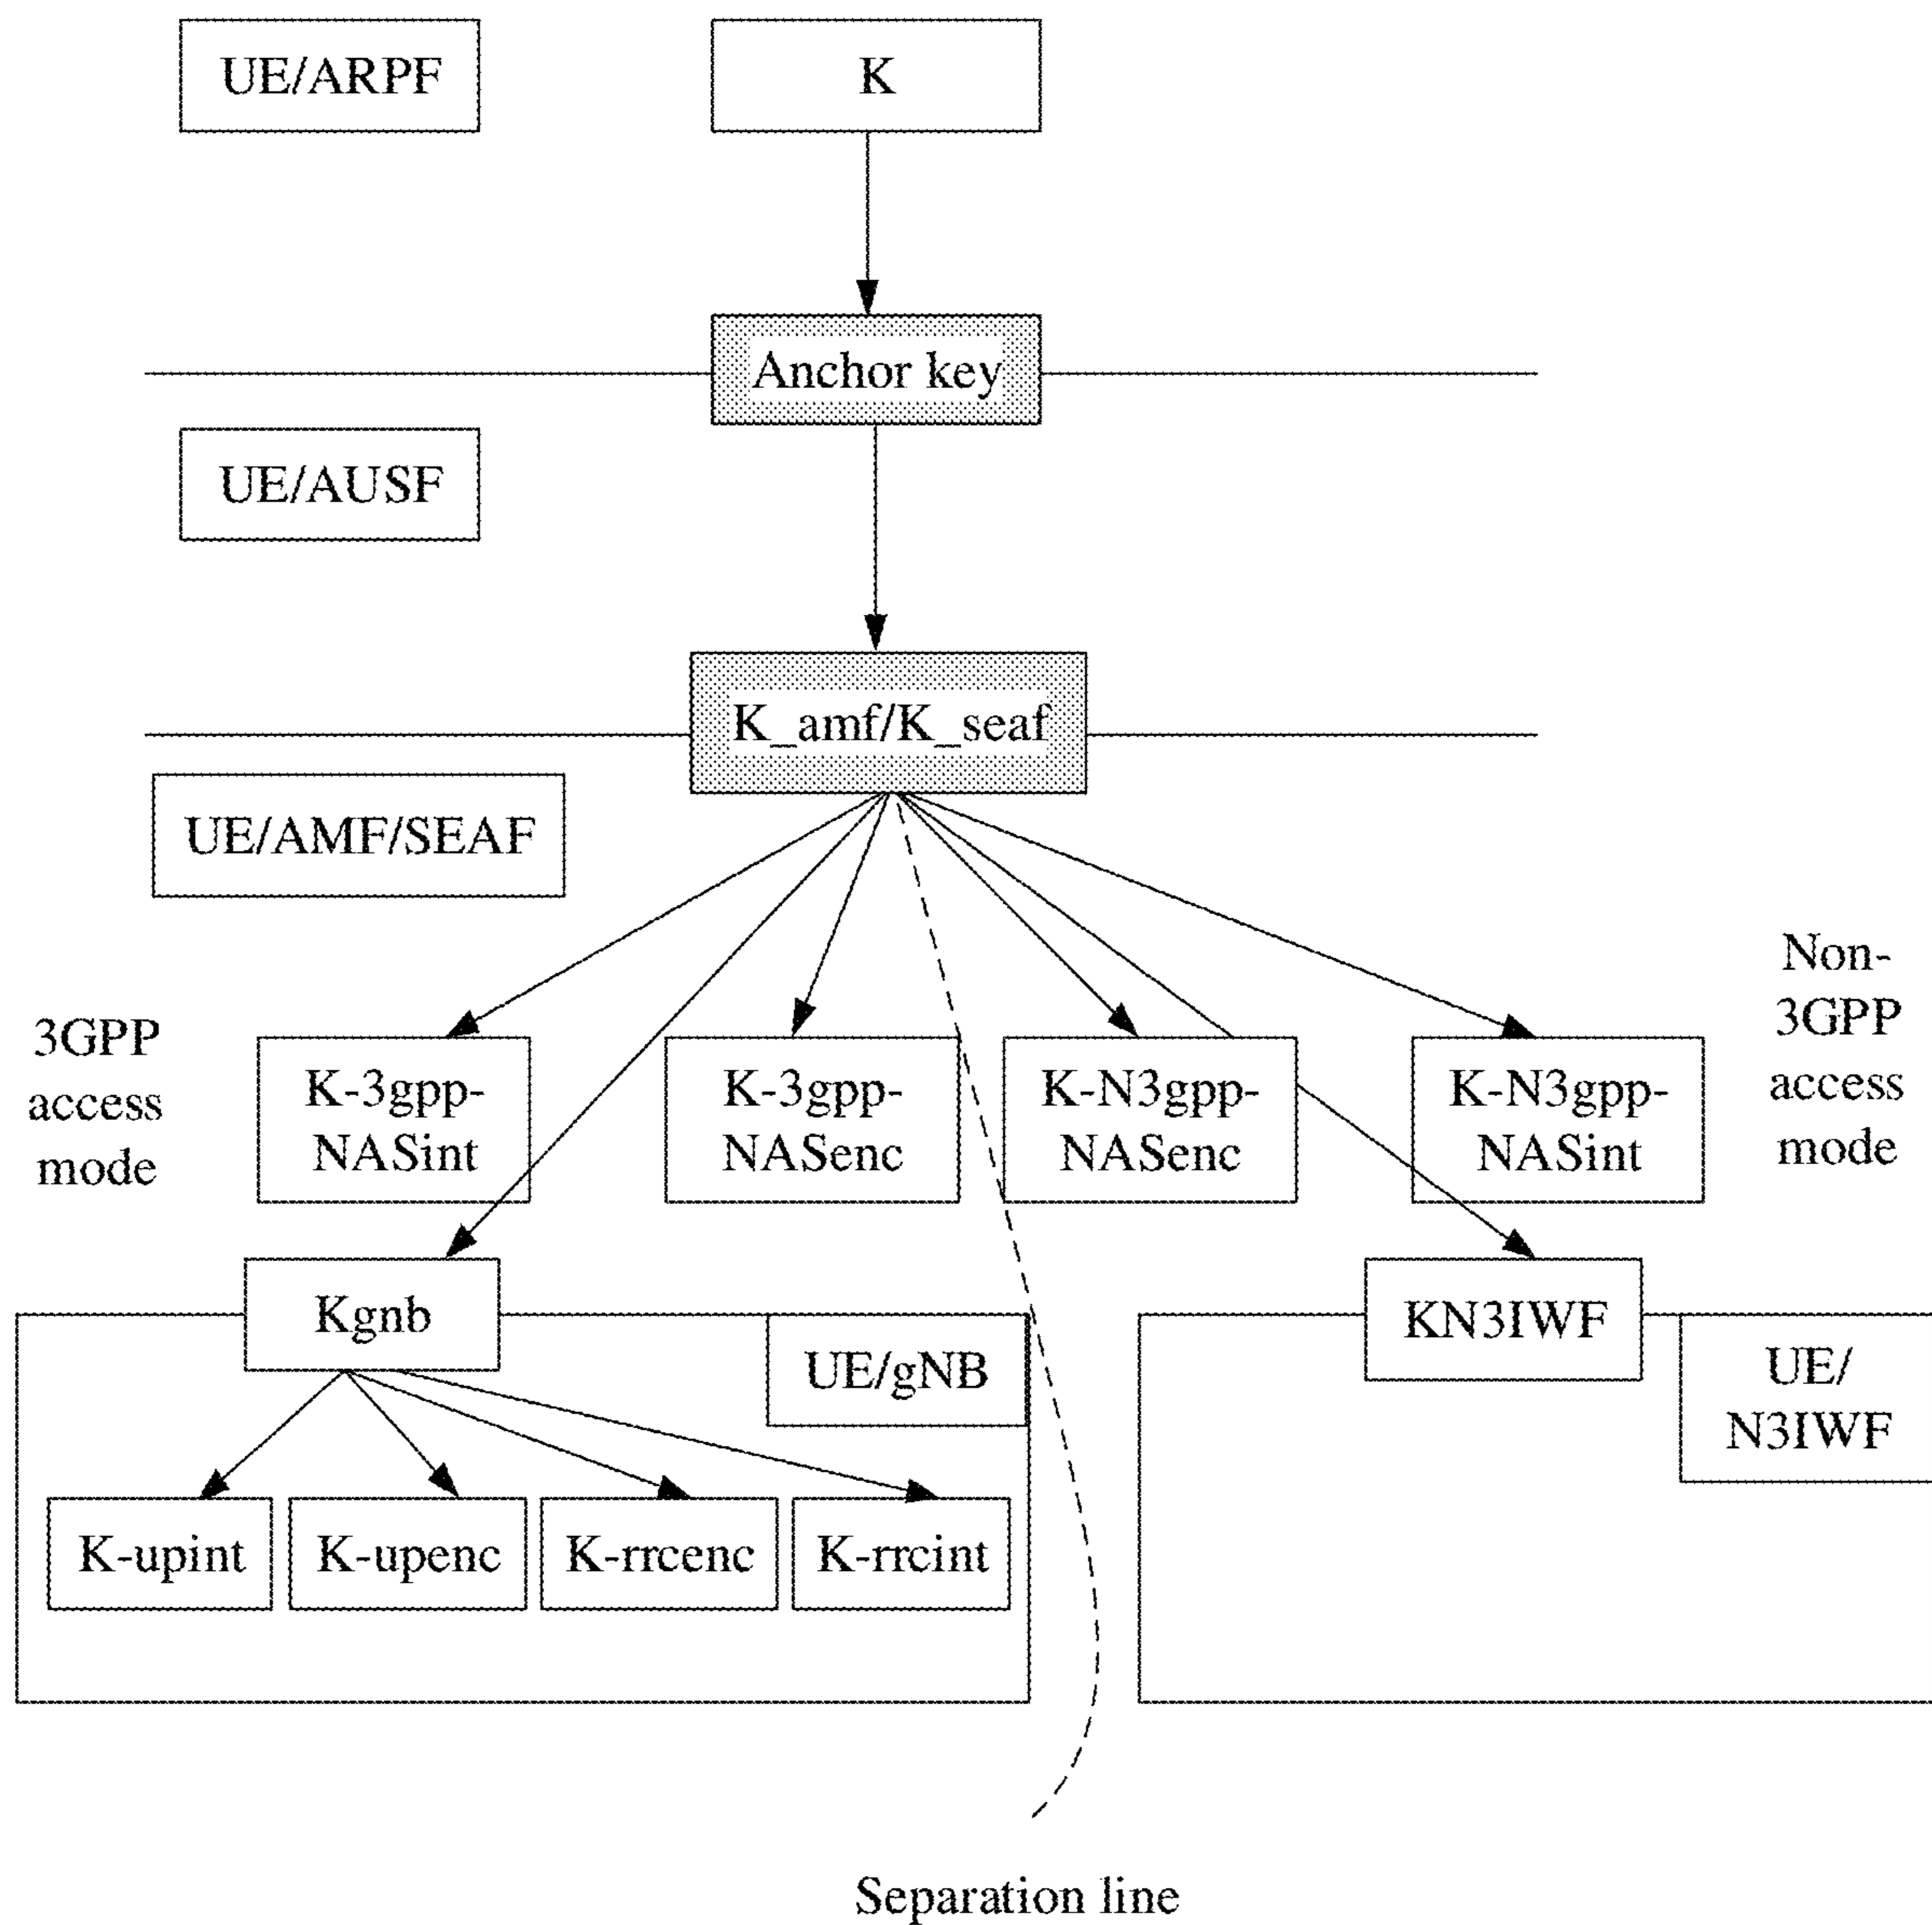 UE/ARPF
K
Anchor key
UE/AUSF
K_amf/K_seaf
UE/AMF/SEAF
3GPP
access
mode
Non-
3GPP
access
mode
K-3gpp-
NASint
K-3gpp-
NASenc
K-N3gpp-
NASenc
K-N3gpp-
NASint
Kgnb
UE/gNB
KN3IWF
UE/
N3IWF
K-upint
K-upenc
K-rrcenc
K-rrcint
Separation line